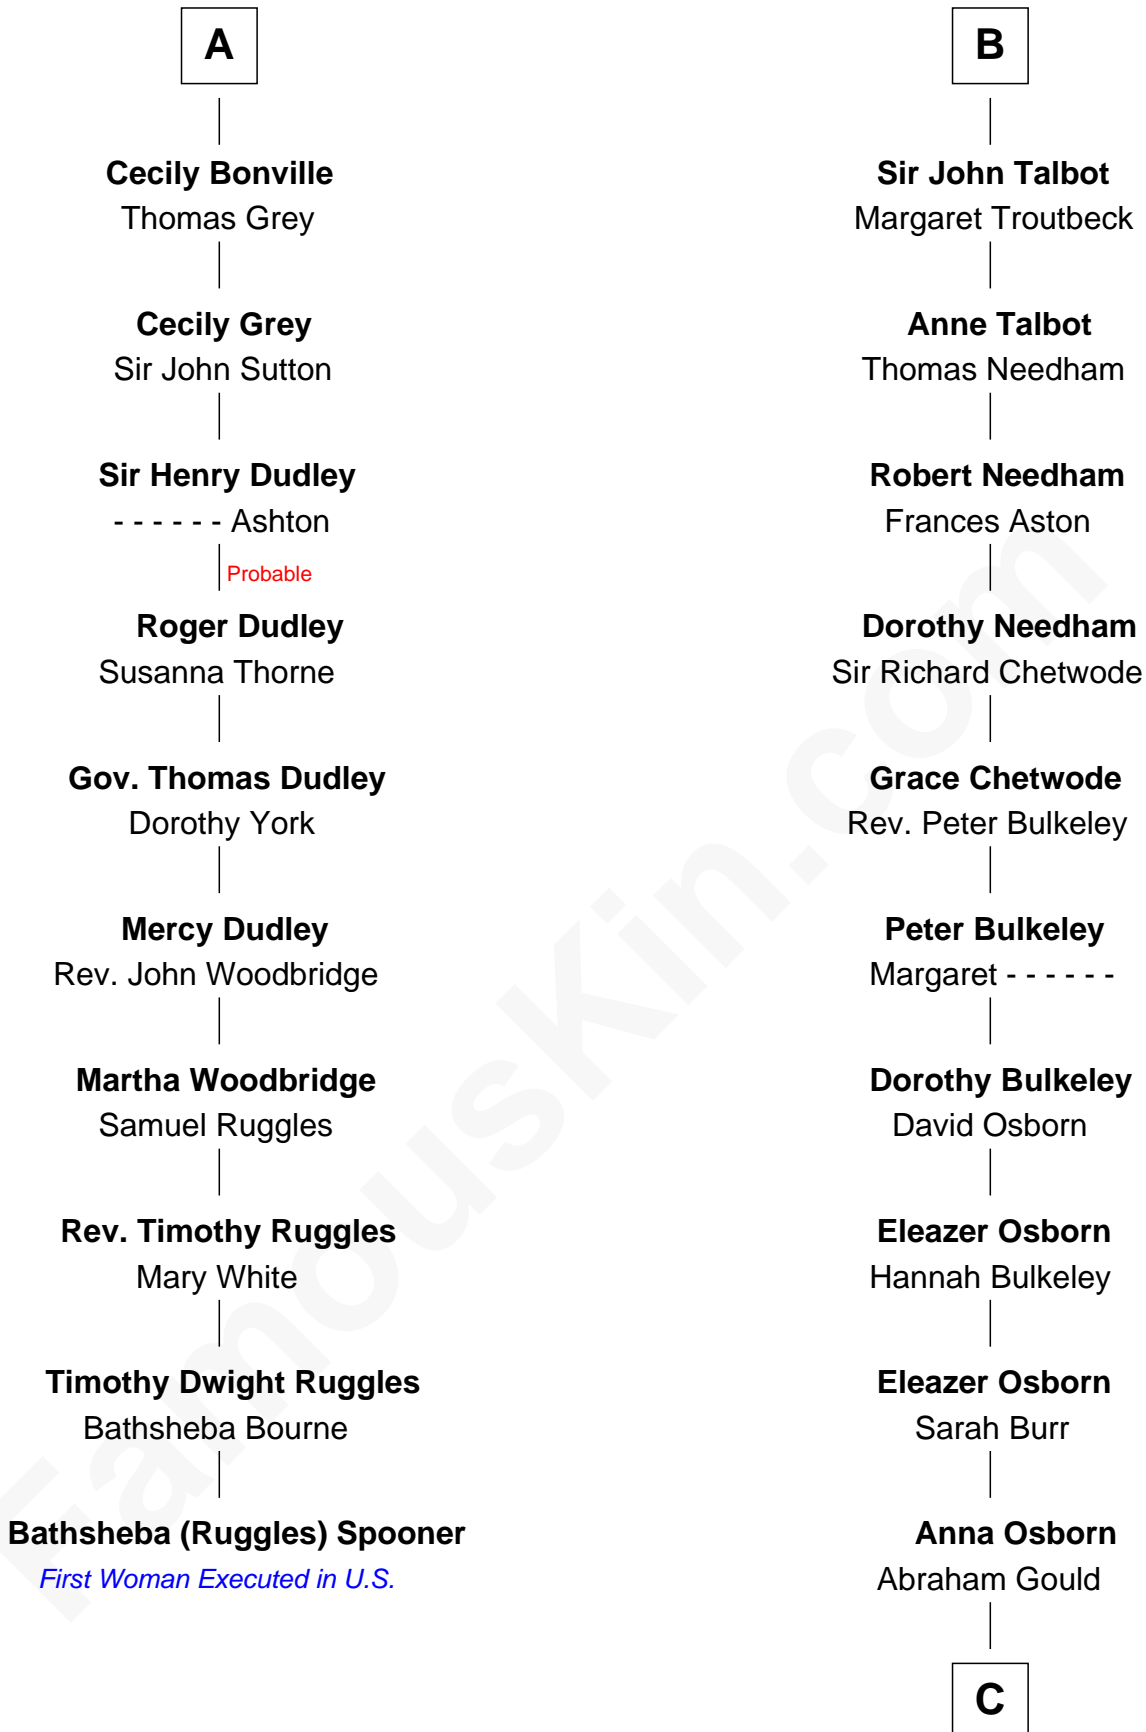 A
Cecily Bonville
Thomas Grey
Cecily Grey
Sir John Sutton
Sir Henry Dudley
- - - - - - Ashton
Probable
Roger Dudley
Susanna Thorne
Gov. Thomas Dudley
Dorothy York
Mercy Dudley
Rev. John Woodbridge
Martha Woodbridge
Samuel Ruggles
Rev. Timothy Ruggles
Mary White
Timothy Dwight Ruggles
Bathsheba Bourne
Bathsheba (Ruggles) Spooner
First Woman Executed in U.S.
B
Sir John Talbot
Margaret Troutbeck
Anne Talbot
Thomas Needham
Robert Needham
Frances Aston
Dorothy Needham
Sir Richard Chetwode
Grace Chetwode
Rev. Peter Bulkeley
Peter Bulkeley
Margaret - - - - - -
Dorothy Bulkeley
David Osborn
Eleazer Osborn
Hannah Bulkeley
Eleazer Osborn
Sarah Burr
Anna Osborn
Abraham Gould
C
FamousKin.com